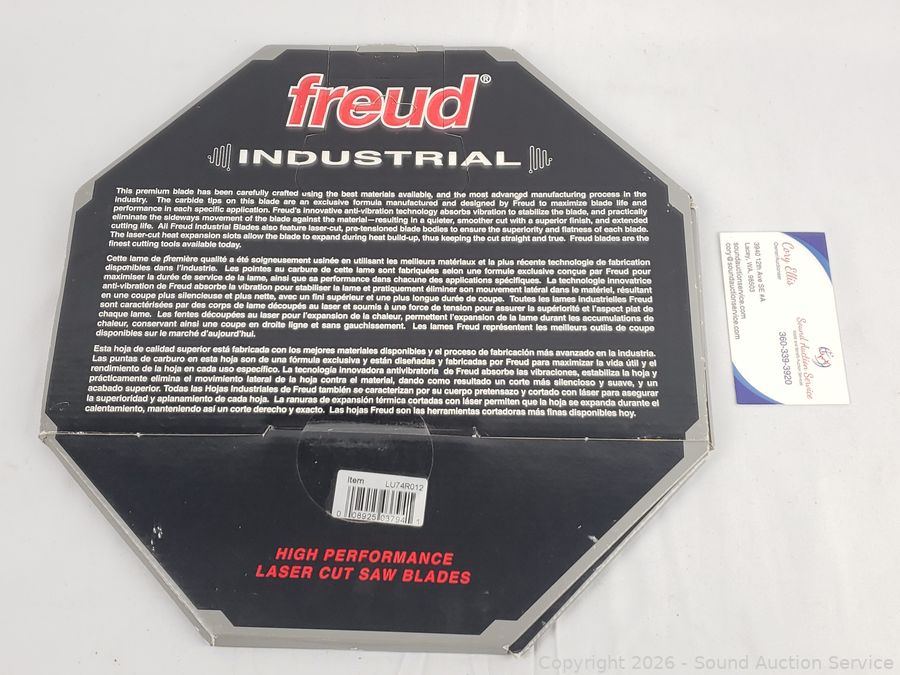 freud®
INDUSTRIAL
This premium blade has been carefully crafted using the best materials available, and the most advanced manufacturing process in the
industry. The carbide tips on this blade are an exclusive formula manufactured and designed by Freud to maximize blade life and
performance in each specific application. Freud's innovative anti-vibration technology absorbs vibration to stabilize the blade, and practically
eliminate the sideways movement of the blade against the material—resulting in a quieter, smoother cut with a superior finish, and extended
cutting life. All Freud Industrial Blades also feature laser-cut, pre-tensioned blade bodies to ensure the superiority and flatness of each blade.
The laser-cut heat expansion slots allow the blade to expand during heat build-up, thus keeping the cut straight and true. Freud blades are the
finest cutting tools available today.
Cette lame de première qualité a été soigneusement usinée en utilisant les meilleurs matériaux et la plus récente technologie de fabrication
disponibles dans l'industrie. Les pointes au carbure de cette lame sont fabriquées selon une formule exclusive conçue par Freud pour
maximiser la durée de service de la lame, ainsi que sa performance dans chacune des applications spécifiques. La technologie innovatrice
anti-vibration de Freud absorbe la vibration pour stabiliser la lame et pratiquement éliminer son mouvement latéral dans le matériel, résultant
en une coupe plus silencieuse et plus nette, avec un fini supérieur et une plus longue durée de coupe. Toutes les lames industrielles Freud
sont caractérisées par des corps de lame découpés au laser et soumis à une force de tension pour assurer la supériorité et l'aspect plat de
chaque lame. Les fentes découpées au laser pour l'expansion de la chaleur, permettent l'expansion de la lame durant les accumulations de
chaleur, conservant ainsi une coupe en droite ligne et sans gauchissement. Les lames Freud représentent les meilleurs outils de coupe
disponibles sur le marché d'aujourd'hui.
Esta hoja de calidad superior está fabricada con los mejores materiales disponibles y el proceso de fabricación más avanzado en la industria.
Las puntas de carburo en esta hoja son de una fórmula exclusiva y están diseñadas y fabricadas por Freud para maximizar la vida útil y el
rendimiento de la hoja en cada uso específico. La tecnología innovadora antivibratoria de Freud absorbe las vibraciones, estabiliza la hoja y
prácticamente elimina el movimiento lateral de la hoja contra el material, dando como resultado un corte más silencioso y suave, y un
acabado superior. Todas las Hojas Industriales de Freud también se caracterizan por su cuerpo pretensazo y cortado con láser para asegurar
la superioridad y aplanamiento de cada hoja. La ranuras de expansión térmica cortadas con láser permiten que la hoja se expanda durante el
calentamiento, manteniendo así un corte derecho y exacto. Las hojas Freud son las herramientas cortadoras más finas disponibles hoy.
Item LU74R012
0 08925 03794 1
HIGH PERFORMANCE
LASER CUT SAW BLADES
Cory Ellis
Owner/Auctioneer
3940 12th Ave SE #A
Lacey, WA. 98503
soundauctionservice.com
cory@soundauctionservice.com
Sound Auction Service
360-339-3920
Copyright 2026 - Sound Auction Service